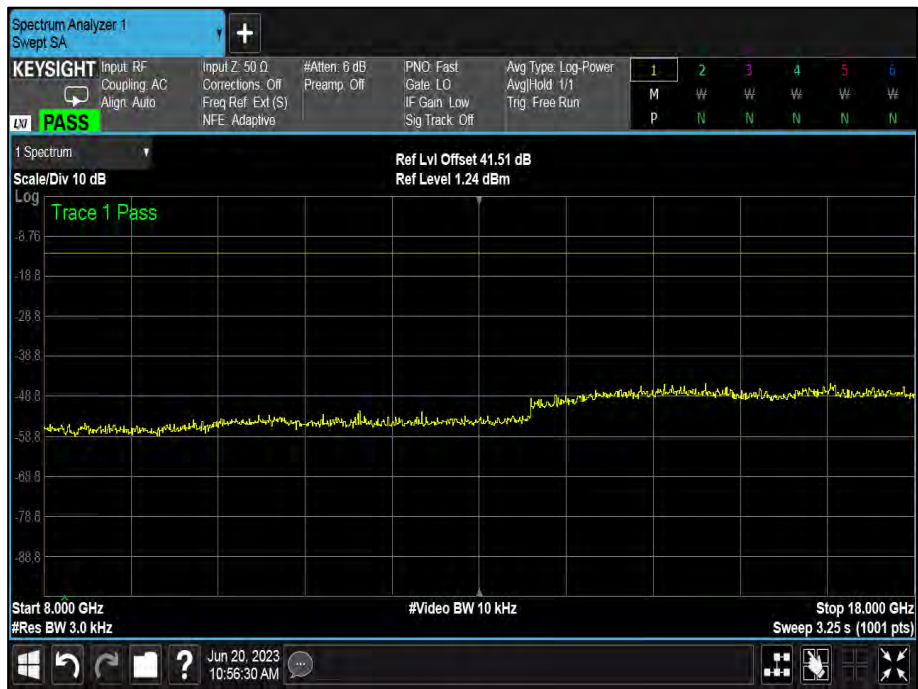 Spectrum Analyzer 1
Swept SA
+
KEYSIGHT
Input: RF
Coupling: AC
Align: Auto
Input Z: 50 Ω
Corrections: Off
Freq Ref: Ext (S)
NFE: Adaptive
#Atten: 6 dB
Preamp: Off
PNO: Fast
Gate: LO
IF Gain: Low
Sig Track: Off
Avg Type: Log-Power
Avg|Hold: 1/1
Trig: Free Run
1 2 3 4 5 6
M W W W W W
P N N N N N
LXI PASS
1 Spectrum
Scale/Div 10 dB
Ref Lvl Offset 41.51 dB
Ref Level 1.24 dBm
Log
Trace 1 Pass
-8.76
-18.8
-28.8
-38.8
-48.8
-58.8
-68.8
-78.8
-88.8
Start 8.000 GHz
#Video BW 10 kHz
Stop 18.000 GHz
#Res BW 3.0 kHz
Sweep 3.25 s (1001 pts)
?
Jun 20, 2023
10:56:30 AM